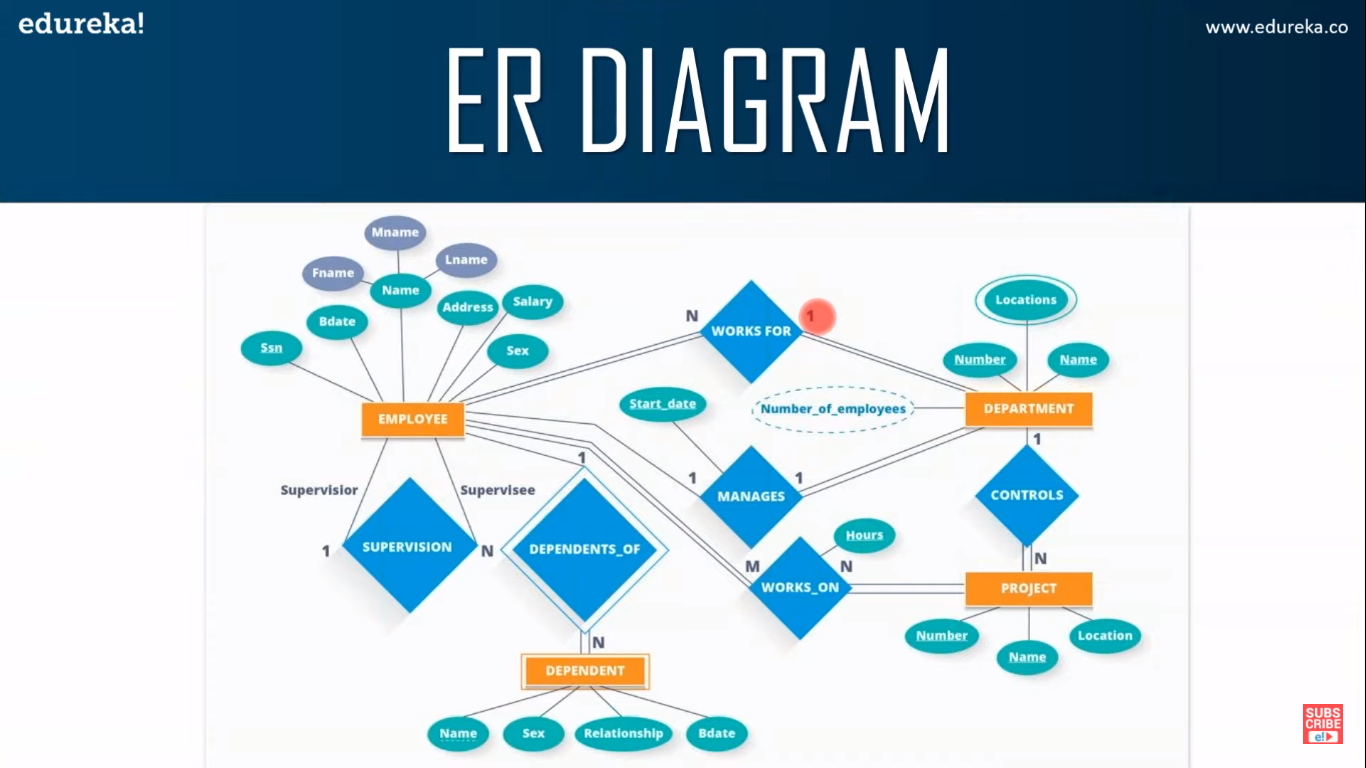 edureka!
www.edureka.co
ER DIAGRAM
Mname
Fname
Lname
Name
Bdate
Address
Salary
Ssn
Sex
EMPLOYEE
N
WORKS FOR
1
Locations
Number
Name
Start_date
Number_of_employees
DEPARTMENT
Supervisior
Supervisee
1
SUPERVISION
N
1
DEPENDENTS_OF
N
1
MANAGES
1
1
CONTROLS
N
Hours
M
WORKS_ON
N
PROJECT
Number
Name
Location
DEPENDENT
Name
Sex
Relationship
Bdate
SUBS
CRIBE
e!